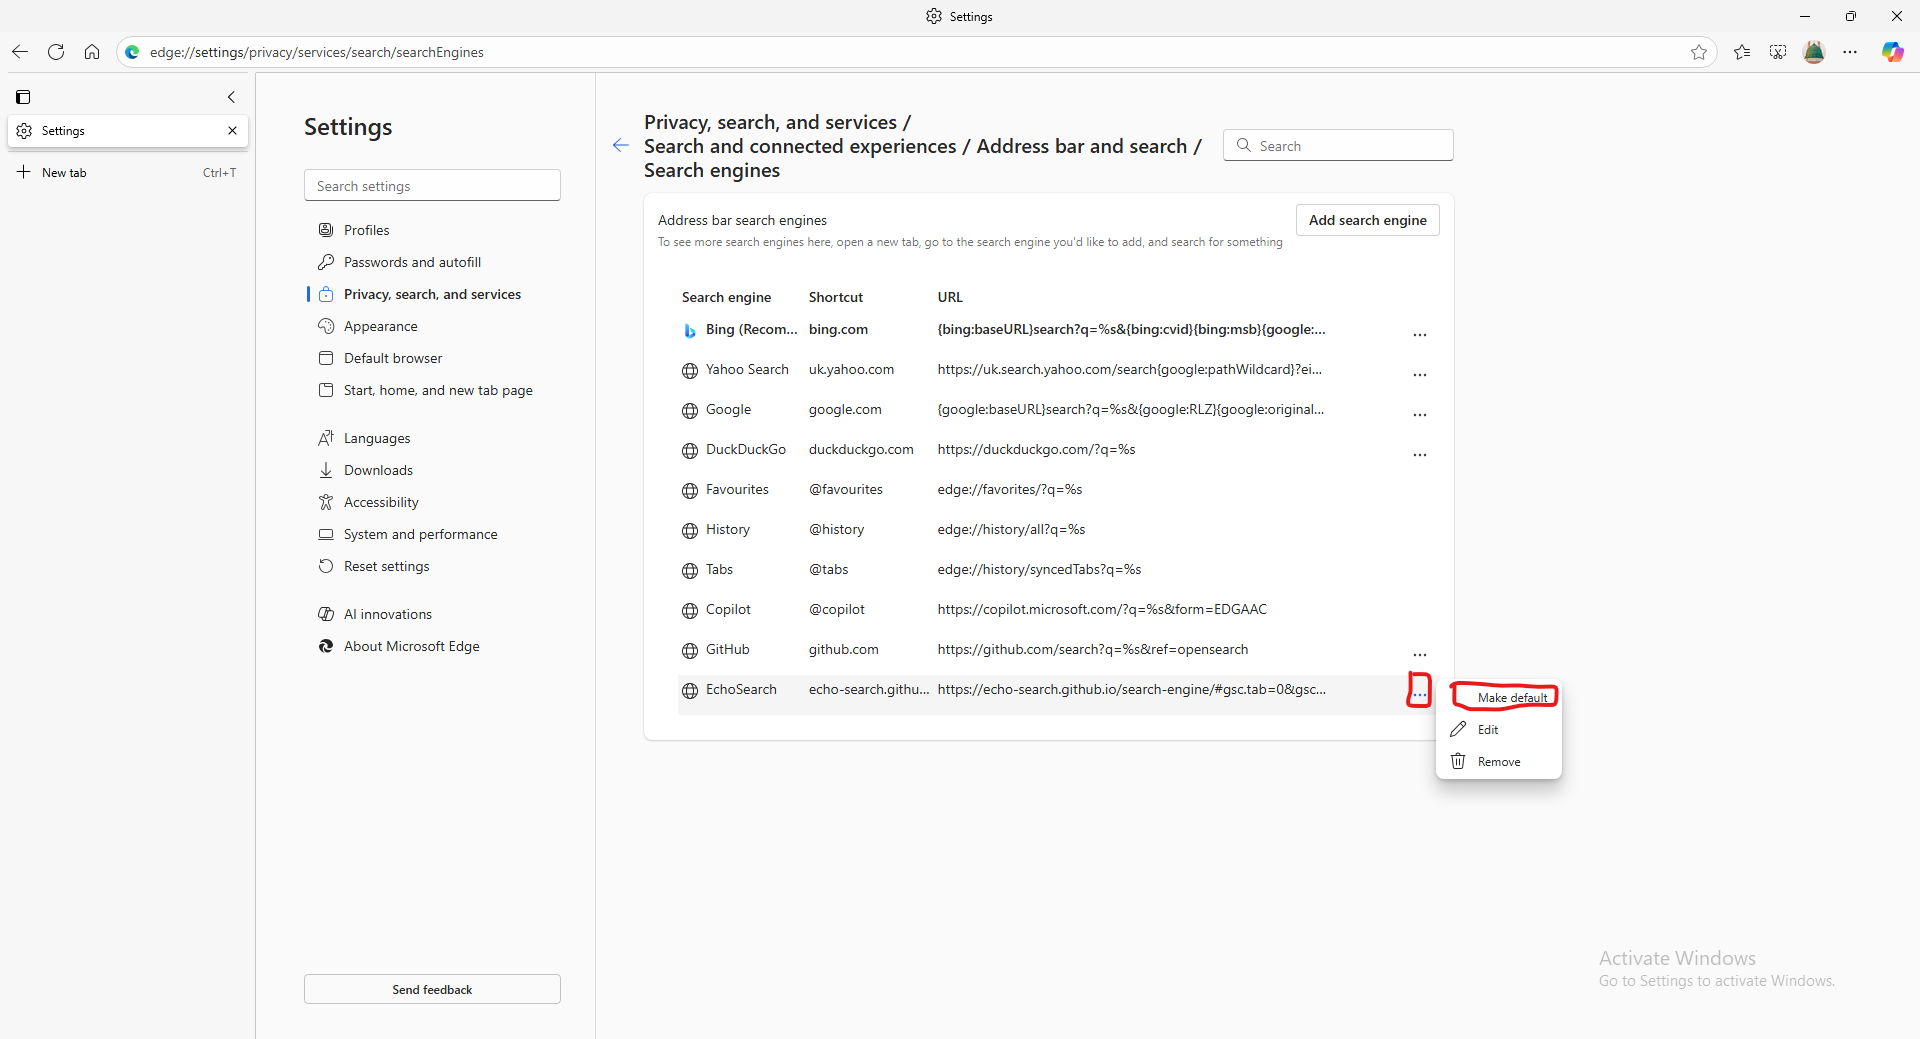 Settings
edge://settings/privacy/services/search/searchEngines
Settings
New tab Ctrl+T
Settings
Search settings
Profiles
Passwords and autofill
Privacy, search, and services
Appearance
Default browser
Start, home, and new tab page
Languages
Downloads
Accessibility
System and performance
Reset settings
AI innovations
About Microsoft Edge
Send feedback
Privacy, search, and services /
Search and connected experiences / Address bar and search /
Search engines
Search
Address bar search engines
To see more search engines here, open a new tab, go to the search engine you'd like to add, and search for something
Add search engine
Search engine Shortcut URL
Bing (Recom... bing.com {bing:baseURL}search?q=%s&{bing:cvid}{bing:msb}{google:...
Yahoo Search uk.yahoo.com https://uk.search.yahoo.com/search{google:pathWildcard}?ei...
Google google.com {google:baseURL}search?q=%s&{google:RLZ}{google:original...
DuckDuckGo duckduckgo.com https://duckduckgo.com/?q=%s
Favourites @favourites edge://favorites/?q=%s
History @history edge://history/all?q=%s
Tabs @tabs edge://history/syncedTabs?q=%s
Copilot @copilot https://copilot.microsoft.com/?q=%s&form=EDGAAC
GitHub github.com https://github.com/search?q=%s&ref=opensearch
EchoSearch echo-search.githu... https://echo-search.github.io/search-engine/#gsc.tab=0&gsc...
Make default
Edit
Remove
Activate Windows
Go to Settings to activate Windows.